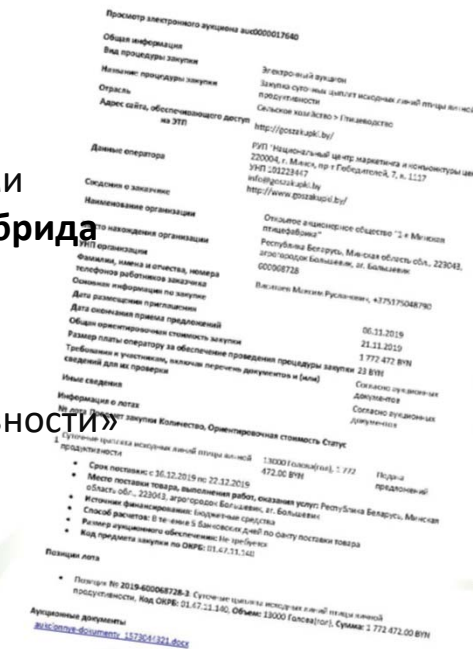 и
брида
ности»
Просмотр электронного аукциона auc0000017640
Общая информация
Вид процедуры закупки Электронный аукцион
Название процедуры закупки Закупка суточных цыплят исходных линий птицы яичной продуктивности
Отрасль Сельское хозяйство > Птицеводство
Адрес сайта, обеспечивающего доступ на ЭТП http://goszakupki.by/
Данные оператора РУП "Национальный центр маркетинга и конъюнктуры цен
220004, г. Минск, пр-т Победителей, 7, к. 1117
УНП 101223447
info@goszakupki.by
http://www.goszakupki.by/
Сведения о заказчике
Наименование организации Открытое акционерное общество "1-я Минская птицефабрика"
место нахождения организации Республика Беларусь, Минская область обл., 223043, агрогородок Большевик, аг. Большевик
УНП организации 600068728
Фамилии, имена и отчества, номера телефонов работников заказчика Максим Русланович, +375175048790
Основная информация по закупке
Дата размещения приглашения 06.11.2019
Дата окончания приема предложений 21.11.2019
Общая ориентировочная стоимость закупки 1 772 472 BYN
Размер платы оператору за обеспечение проведения процедуры закупки 23 BYN
Требования к участникам, включая перечень документов и (или) сведений для их проверки Согласно аукционных документов
Иные сведения Согласно аукционных документов
Информация о лотах
№ лота Предмет закупки Количество, Ориентировочная стоимость Статус
1 Суточные цыплята исходных линий птицы яичной продуктивности 13000 Голова(гол), 1 772 472.00 BYN Подача предложений
• Срок поставки: с 16.12.2019 по 22.12.2019
• Место поставки товара, выполнения работ, оказания услуг: Республика Беларусь, Минская область обл., 223043, агрогородок Большевик, аг. Большевик
• Источник финансирования: Бюджетные средства
• Способ расчетов: В течение 5 банковских дней по факту поставки товара
• Размер аукционного обеспечения: Не требуется
• Код предмета закупки по ОКРБ: 01.47.11.140
Позиции лота
• Позиция № 2019-600068728-3: Суточные цыплята исходных линий птицы яичной продуктивности, Код ОКРБ: 01.47.11.140, Объем: 13000 Голова(гол), Сумма: 1 772 472.00 BYN
Аукционные документы
aukcionnye-dokumenty_1573044321.docx